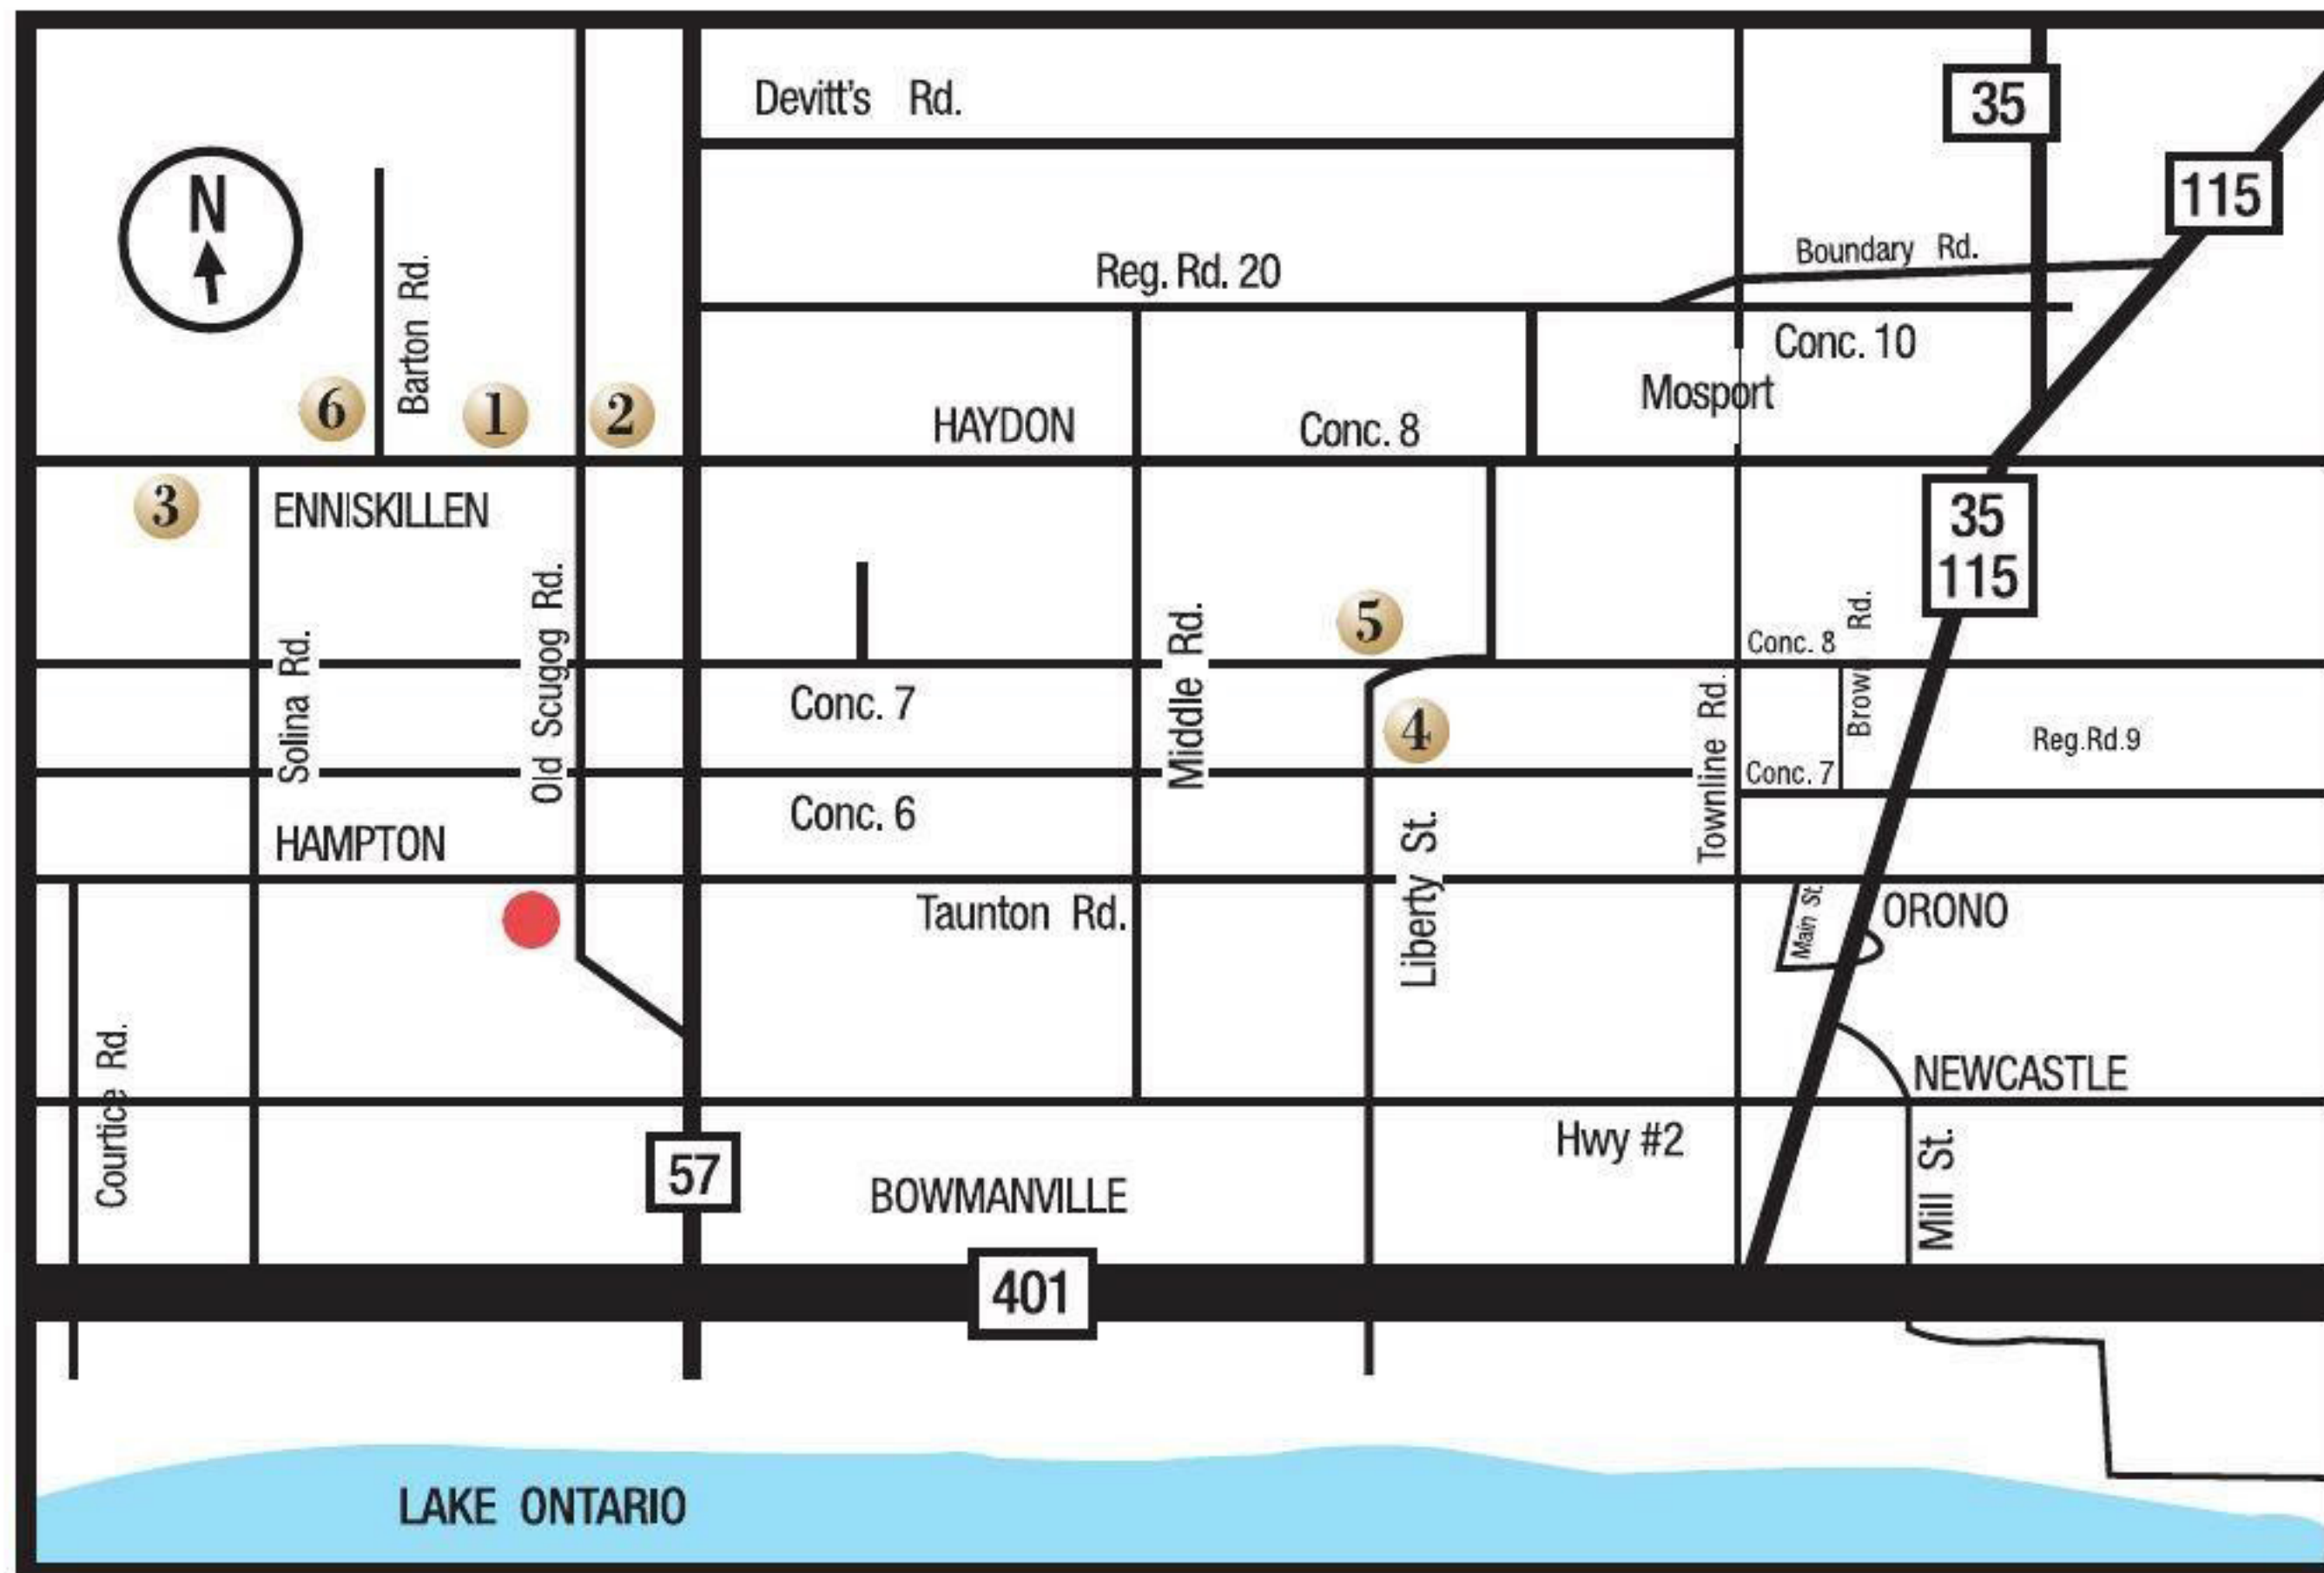 Devitt's Rd.
35
115
N
Boundary Rd.
Reg. Rd. 20
Barton Rd.
Conc. 10
Mosport
6
1
2
HAYDON
Conc. 8
3
ENNISKILLEN
35
115
Solina Rd.
Old Scugog Rd.
Middle Rd.
5
Conc. 8
Brown Rd.
Conc. 7
4
Townline Rd.
Reg.Rd.9
Conc. 7
Conc. 6
HAMPTON
Liberty St.
Taunton Rd.
Main St.
ORONO
Courtice Rd.
NEWCASTLE
Hwy #2
57
BOWMANVILLE
Mill St.
401
LAKE ONTARIO